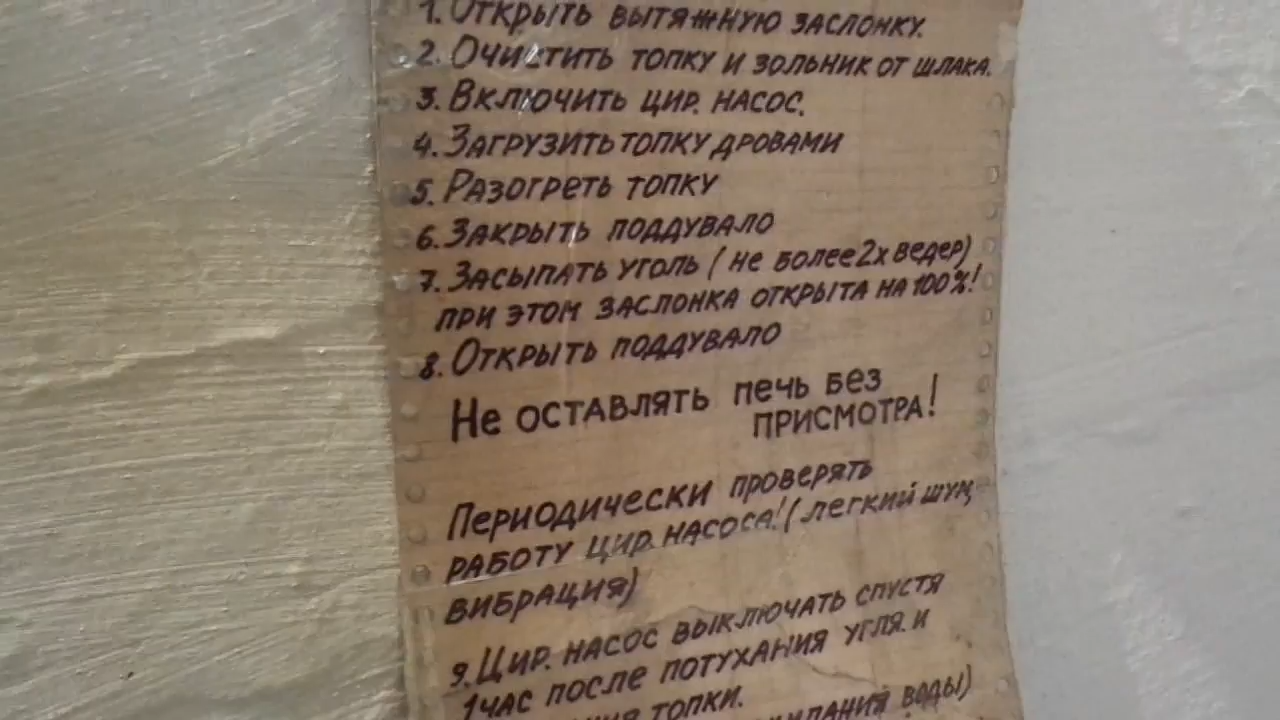 1. Открыть вытяжную заслонку.
2. Очистить топку и зольник от шлака.
3. Включить цир. насос.
4. Загрузить топку дровами
5. Разогреть топку
6. Закрыть поддувало
7. Засыпать уголь (не более 2х ведер)
при этом заслонка открыта на 100%!
8. Открыть поддувало
Не оставлять печь без
присмотра!
Периодически проверять
работу цир. насоса! (легкий шум,
вибрация)
9. Цир. насос выключать спустя
1 час после потухания угля и
топки.
воды)